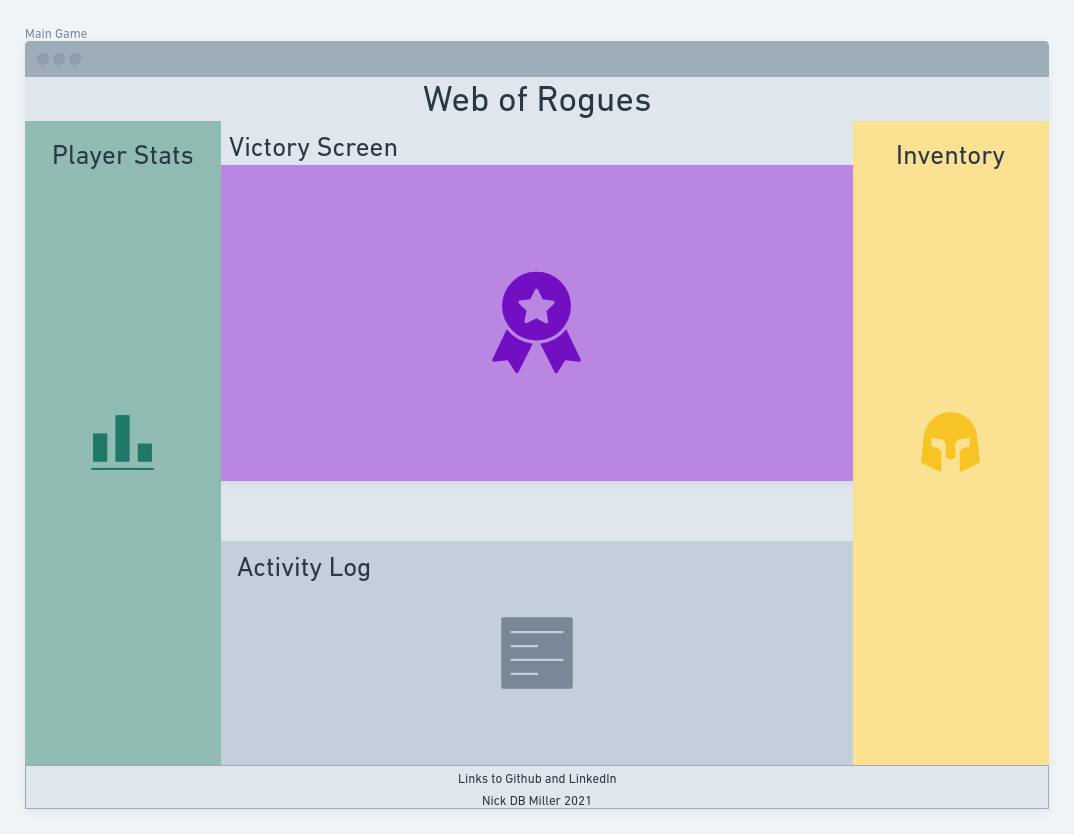 Main Game
Web of Rogues
Player Stats
Victory Screen
Inventory
Activity Log
Links to Github and LinkedIn
Nick DB Miller 2021